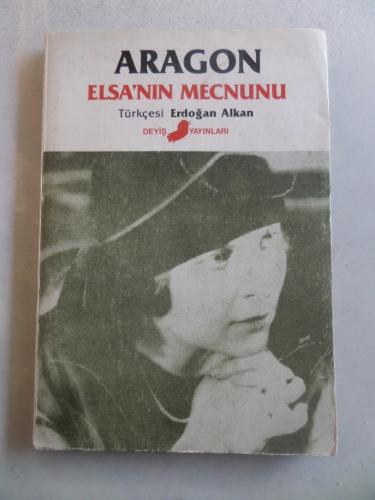 ARAGON
ELSA'NIN MECNUNU
Türkçesi Erdoğan Alkan
DEYİŞ YAYINLARI